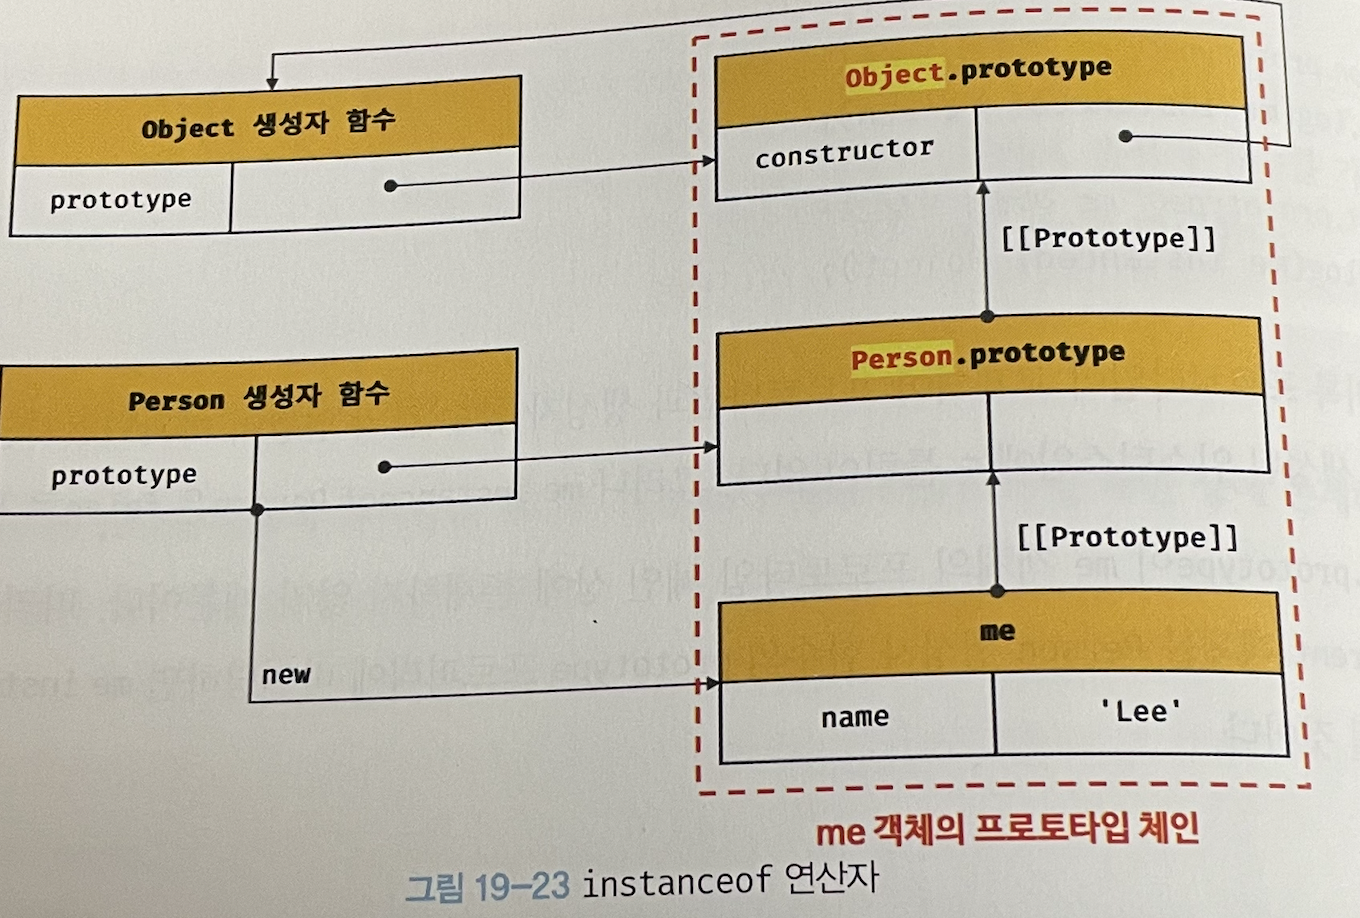 Object 생성자 함수
prototype
Object.prototype
constructor
[[Prototype]]
Person 생성자 함수
prototype
Person.prototype
[[Prototype]]
new
me
name
'Lee'
me 객체의 프로토타입 체인
그림 19-23 instanceof 연산자